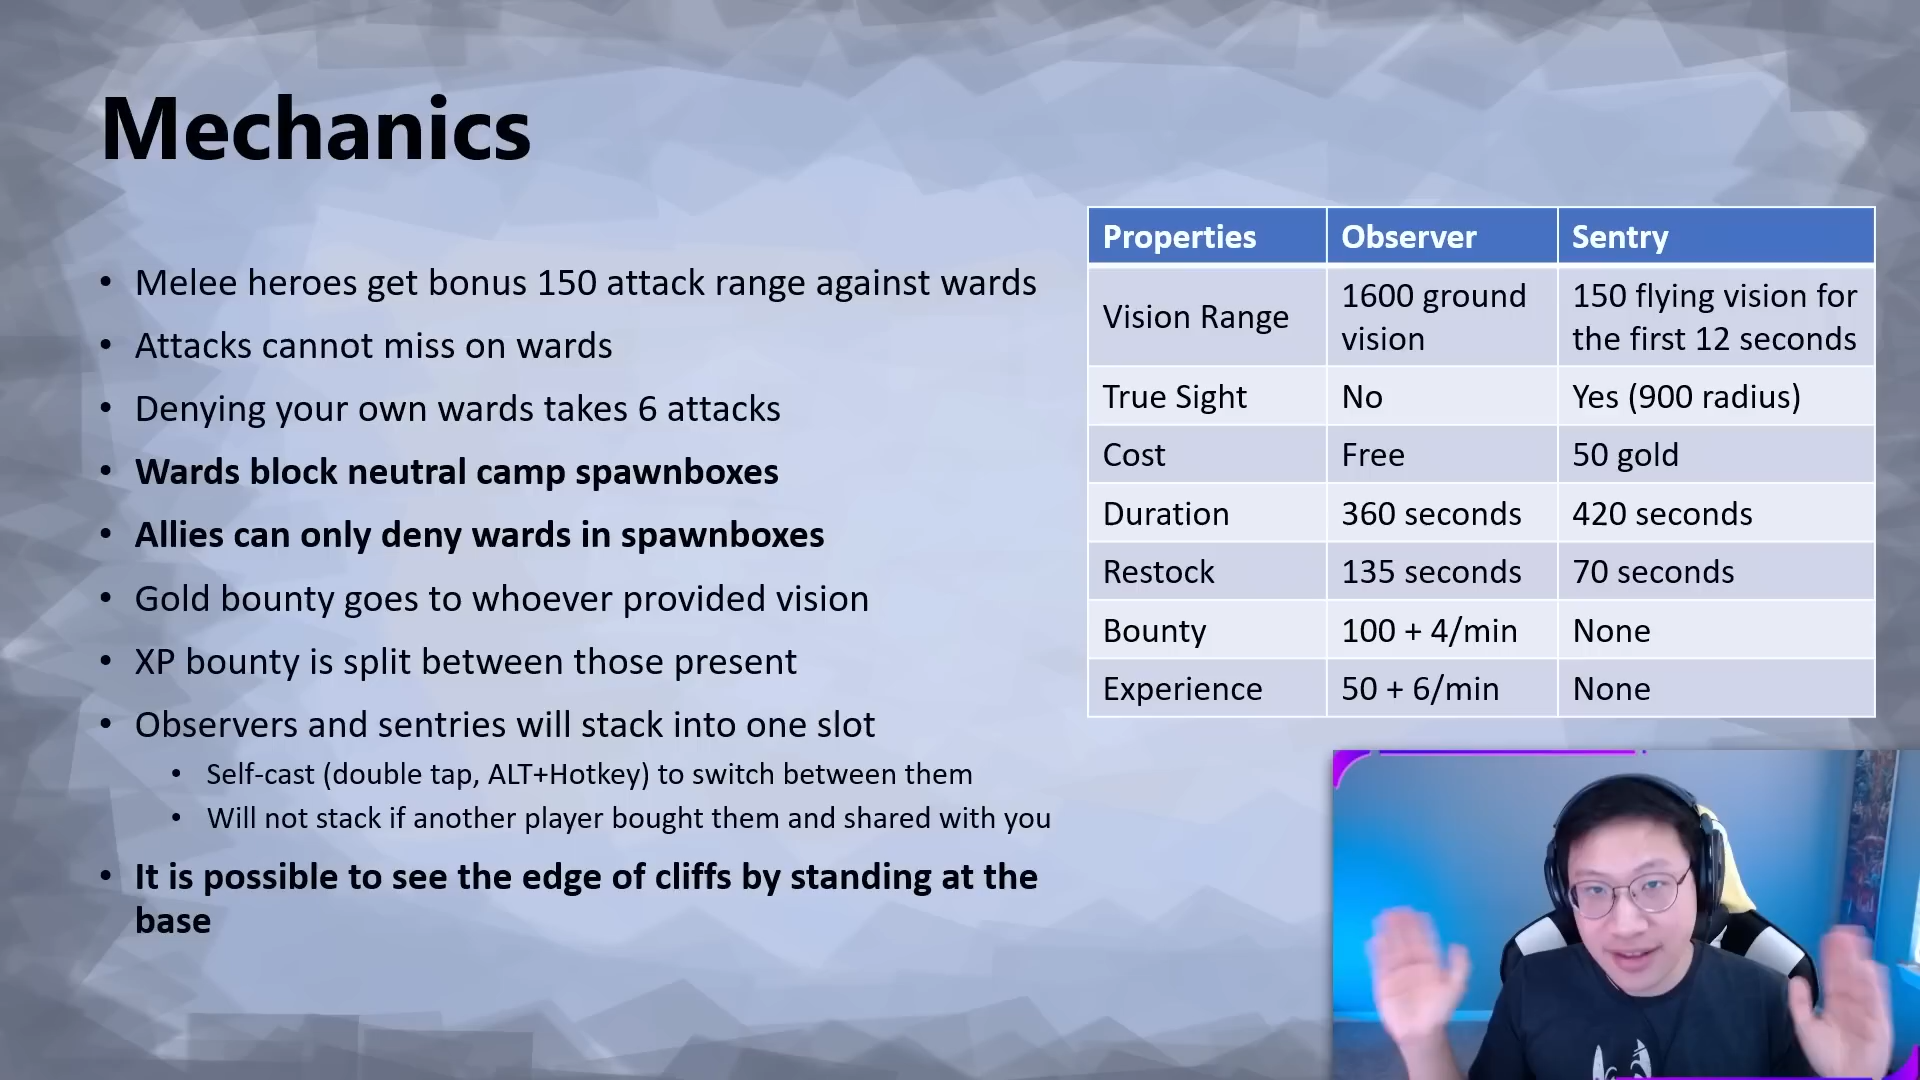 Mechanics
• Melee heroes get bonus 150 attack range against wards
• Attacks cannot miss on wards
• Denying your own wards takes 6 attacks
• Wards block neutral camp spawnboxes
• Allies can only deny wards in spawnboxes
• Gold bounty goes to whoever provided vision
• XP bounty is split between those present
• Observers and sentries will stack into one slot
• Self-cast (double tap, ALT+Hotkey) to switch between them
• Will not stack if another player bought them and shared with you
• It is possible to see the edge of cliffs by standing at the
base
Properties Observer Sentry
Vision Range 1600 ground vision 150 flying vision for the first 12 seconds
True Sight No Yes (900 radius)
Cost Free 50 gold
Duration 360 seconds 420 seconds
Restock 135 seconds 70 seconds
Bounty 100 + 4/min None
Experience 50 + 6/min None